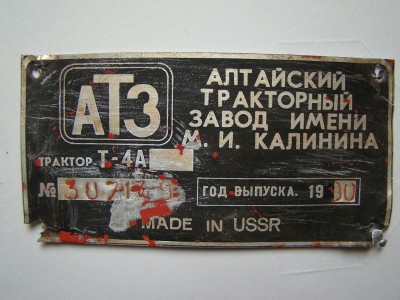 АТЗ
АЛТАЙСКИЙ
ТРАКТОРНЫЙ
ЗАВОД ИМЕНИ
М. И. КАЛИНИНА
ТРАКТОР Т-4А
№
ГОД ВЫПУСКА. 1990
MADE IN USSR